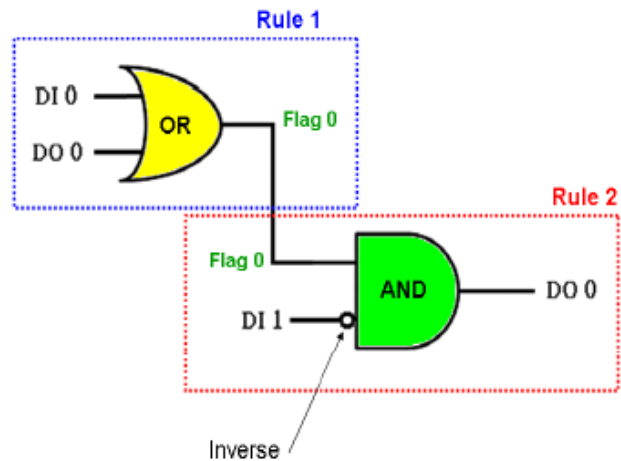 Rule 1
DI 0
OR
Flag 0
DO 0
Rule 2
Flag 0
AND
DO 0
DI 1
Inverse